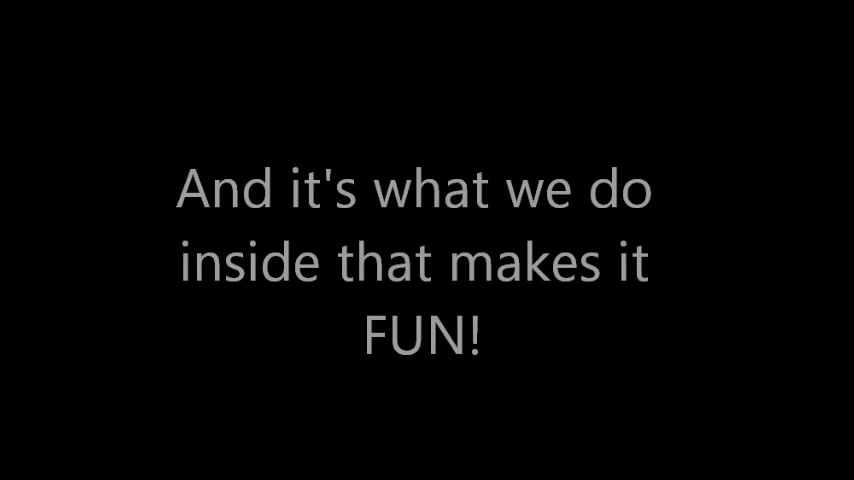 And it's what we do
inside that makes it
FUN!